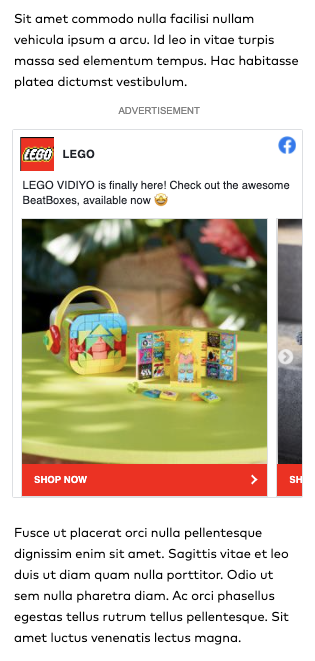 Sit amet commodo nulla facilisi nullam
vehicula ipsum a arcu. Id leo in vitae turpis
massa sed elementum tempus. Hac habitasse
platea dictumst vestibulum.
ADVERTISEMENT
LEGO
LEGO
LEGO VIDIYO is finally here! Check out the awesome
BeatBoxes, available now 🤩
SHOP NOW
SH
Fusce ut placerat orci nulla pellentesque
dignissim enim sit amet. Sagittis vitae et leo
duis ut diam quam nulla porttitor. Odio ut
sem nulla pharetra diam. Ac orci phasellus
egestas tellus rutrum tellus pellentesque. Sit
amet luctus venenatis lectus magna.